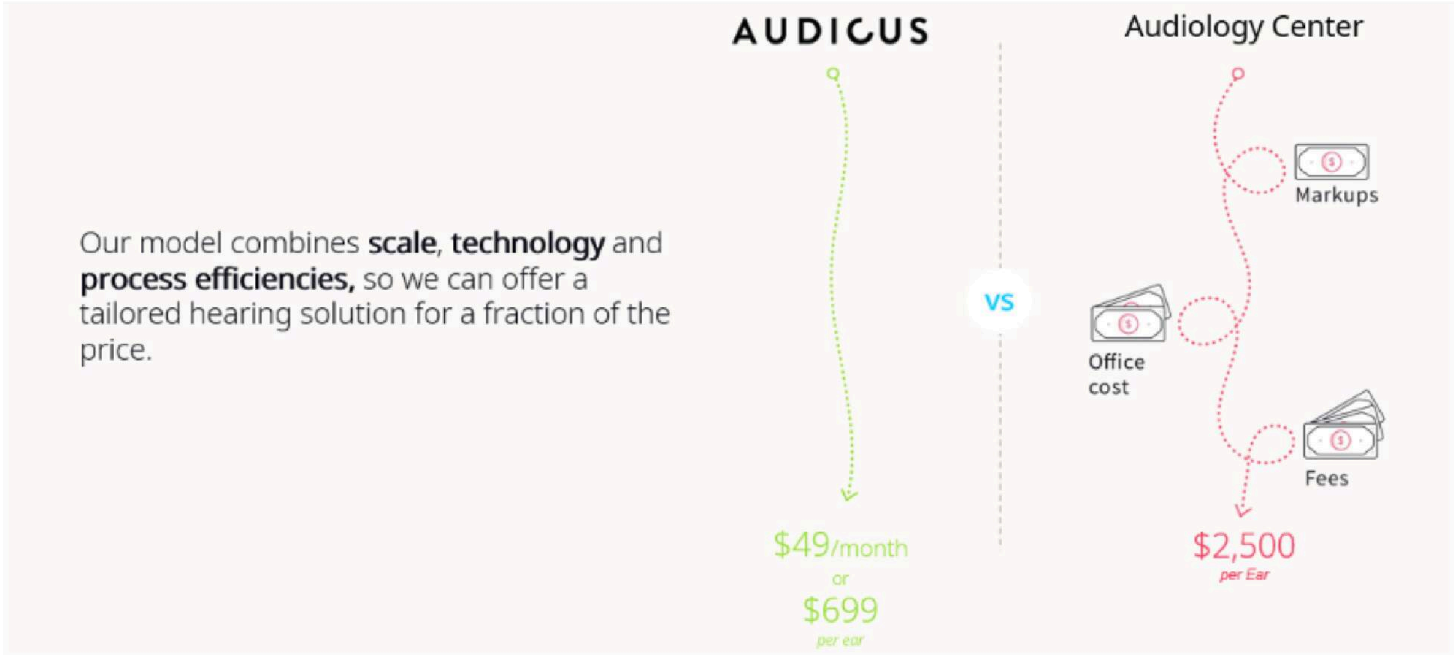 Our model combines scale, technology and
process efficiencies, so we can offer a
tailored hearing solution for a fraction of the
price.
AUDICUS
$49/month
or
$699
per ear
VS
Audiology Center
$
Markups
$
Office
cost
$
Fees
$2,500
per Ear